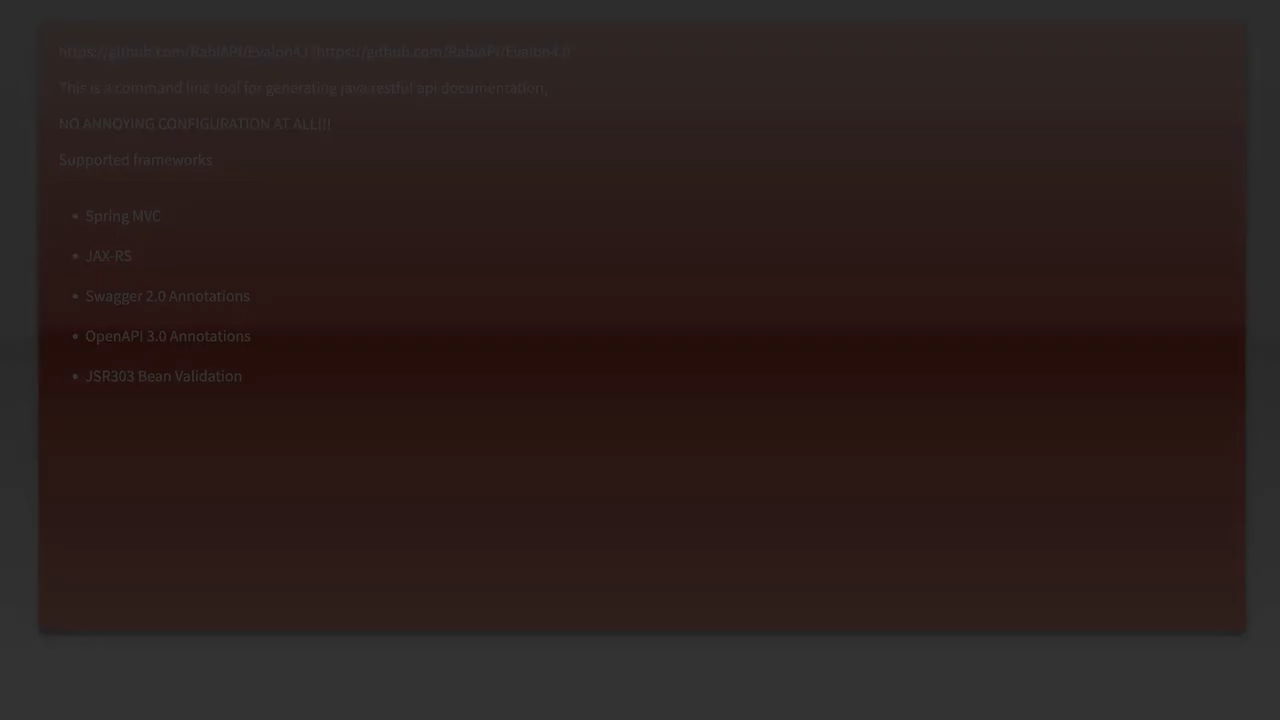 This is a command line tool for generating java restful api documentation,
NO ANNOYING CONFIGURATION AT ALL!!!
Supported frameworks
• Spring MVC
• JAX-RS
• Swagger 2.0 Annotations
• OpenAPI 3.0 Annotations
• JSR303 Bean Validation